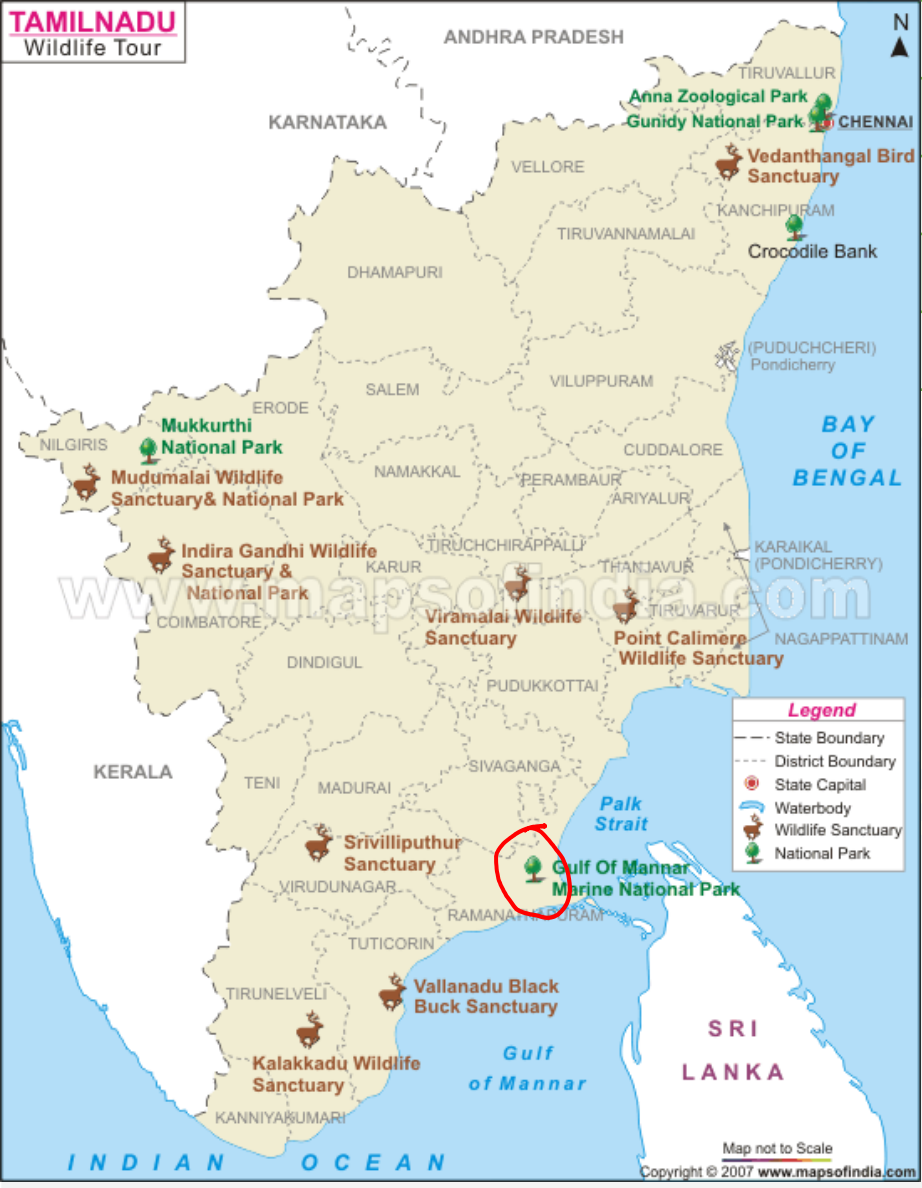 TAMILNADU
Wildlife Tour
ANDHRA PRADESH
N
TIRUVALLUR
Anna Zoological Park
Gunidy National Park
CHENNAI
KARNATAKA
VELLORE
Vedanthangal Bird
Sanctuary
KANCHIPURAM
TIRUVANNAMALAI
Crocodile Bank
DHAMAPURI
(PUDUCHCHERI)
Pondicherry
SALEM
VILUPPURAM
ERODE
Mukkurthi
National Park
NILGIRIS
BAY
OF
BENGAL
CUDDALORE
NAMAKKAL
PERAMBAUR
Mudumalai Wildlife
Sanctuary& National Park
ARIYALUR
TIRUCHCHIRAPPALLI
KARAIKAL
(PONDICHERRY)
Indira Gandhi Wildlife
Sanctuary &
National Park
KARUR
THANJAVUR
www.mapsofindia.com
COIMBATORE
Viramalai Wildlife
Sanctuary
TIRUVARUR
Point Calimere
Wildlife Sanctuary
NAGAPPATTINAM
DINDIGUL
PUDUKKOTTAI
Legend
State Boundary
District Boundary
State Capital
Waterbody
Wildlife Sanctuary
National Park
KERALA
SIVAGANGA
THENI
MADURAI
Palk
Strait
Srivilliputhur
Sanctuary
Gulf Of Mannar
Marine National Park
VIRUDUNAGAR
RAMANATHAPURAM
TUTICORIN
TIRUNELVELI
Vallanadu Black
Buck Sanctuary
SRI
LANKA
Gulf
of Mannar
Kalakkadu Wildlife
Sanctuary
KANNIYAKUMARI
INDIAN OCEAN
Map not to Scale
Copyright © 2007 www.mapsofindia.com